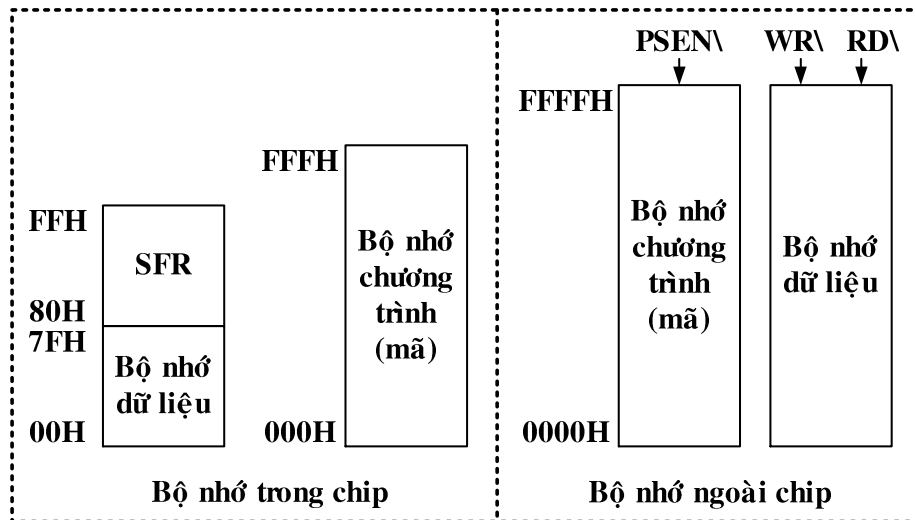 PSEN\ WR\ RD\
FFFFH
FFFH
FFH
SFR
80H
7FH
Bộ nhớ
dữ liệu
00H
Bộ nhớ
chương
trình
(mã)
000H
Bộ nhớ
chương
trình
(mã)
Bộ nhớ
dữ liệu
0000H
Bộ nhớ trong chip
Bộ nhớ ngoài chip